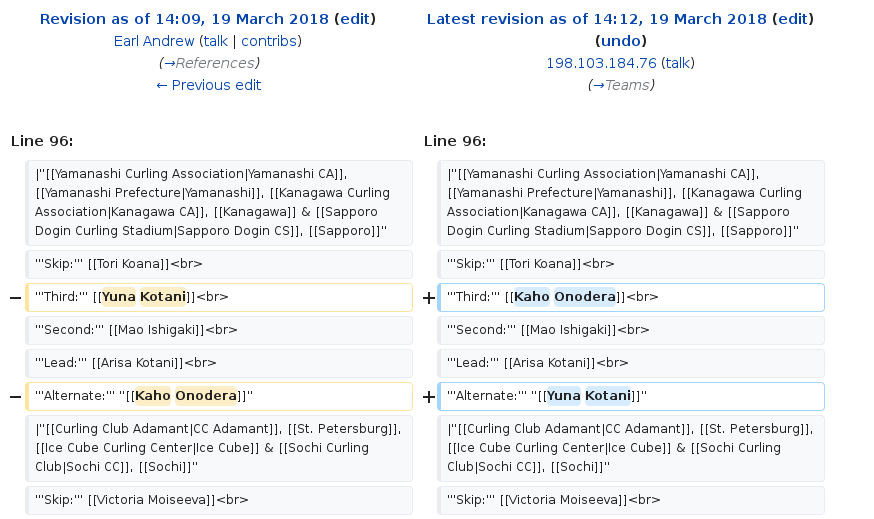 Revision as of 14:09, 19 March 2018 (edit)
Earl Andrew (talk | contribs)
(→References)
← Previous edit
Latest revision as of 14:12, 19 March 2018 (edit)
(undo)
198.103.184.76 (talk)
(→Teams)
Line 96:
|''[[Yamanashi Curling Association|Yamanashi CA]],
[[Yamanashi Prefecture|Yamanashi]], [[Kanagawa Curling
Association|Kanagawa CA]], [[Kanagawa]] & [[Sapporo
Dogin Curling Stadium|Sapporo Dogin CS]], [[Sapporo]]''
'''Skip:''' [[Tori Koana]]<br>
− '''Third:''' [[Yuna Kotani]]<br>
'''Second:''' [[Mao Ishigaki]]<br>
'''Lead:''' [[Arisa Kotani]]<br>
− '''Alternate:''' ''[[Kaho Onodera]]''
|''[[Curling Club Adamant|CC Adamant]], [[St. Petersburg]],
[[Ice Cube Curling Center|Ice Cube]] & [[Sochi Curling
Club|Sochi CC]], [[Sochi]]''
'''Skip:''' [[Victoria Moiseeva]]<br>
Line 96:
|''[[Yamanashi Curling Association|Yamanashi CA]],
[[Yamanashi Prefecture|Yamanashi]], [[Kanagawa Curling
Association|Kanagawa CA]], [[Kanagawa]] & [[Sapporo
Dogin Curling Stadium|Sapporo Dogin CS]], [[Sapporo]]''
'''Skip:''' [[Tori Koana]]<br>
+ '''Third:''' [[Kaho Onodera]]<br>
'''Second:''' [[Mao Ishigaki]]<br>
'''Lead:''' [[Arisa Kotani]]<br>
+ '''Alternate:''' ''[[Yuna Kotani]]''
|''[[Curling Club Adamant|CC Adamant]], [[St. Petersburg]],
[[Ice Cube Curling Center|Ice Cube]] & [[Sochi Curling
Club|Sochi CC]], [[Sochi]]''
'''Skip:''' [[Victoria Moiseeva]]<br>